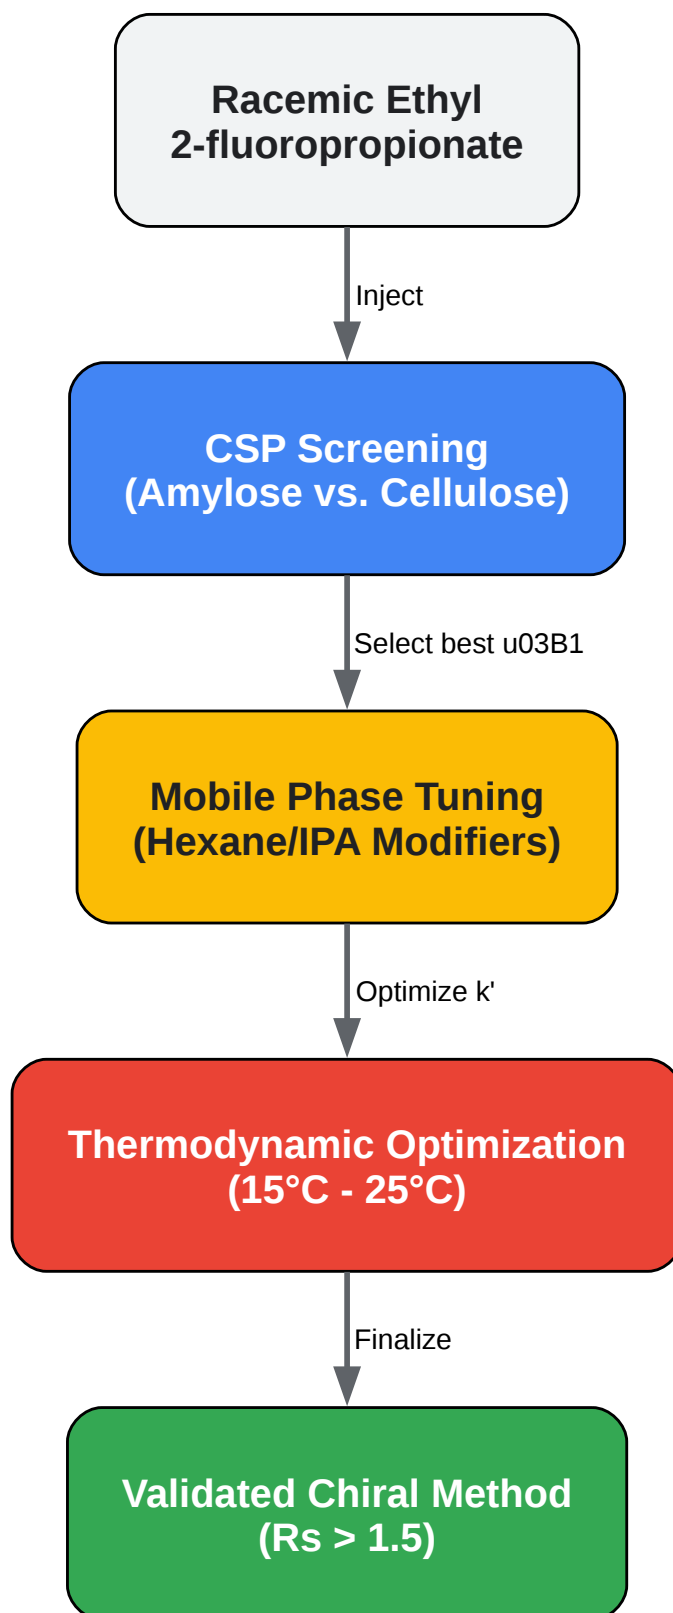 Racemic Ethyl
2-fluoropropionate
Inject
CSP Screening
(Amylose vs. Cellulose)
Select best u03B1
Mobile Phase Tuning
(Hexane/IPA Modifiers)
Optimize k'
Thermodynamic Optimization
(15°C - 25°C)
Finalize
Validated Chiral Method
(Rs > 1.5)